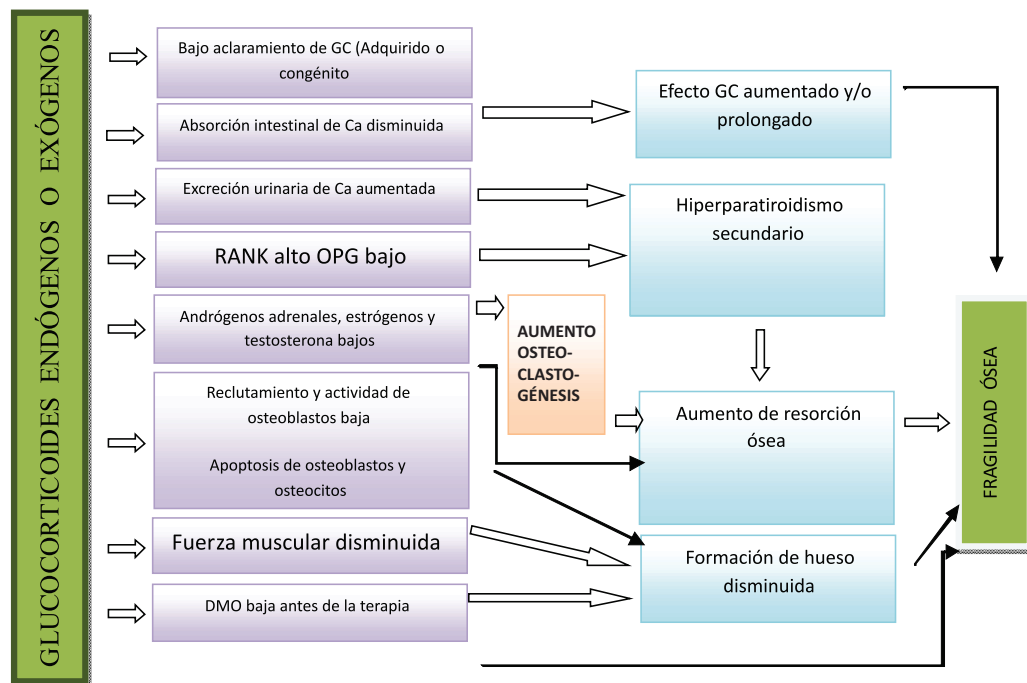 GLUCOCORTICOIDES ENDÓGENOS O EXÓGENOS
Bajo aclaramiento de GC (Adquirido o
congénito
Absorción intestinal de Ca disminuida
Excreción urinaria de Ca aumentada
RANK alto OPG bajo
Andrógenos adrenales, estrógenos y
testosterona bajos
Reclutamiento y actividad de
osteoblastos baja
Apoptosis de osteoblastos y
osteocitos
Fuerza muscular disminuida
DMO baja antes de la terapia
AUMENTO
OSTEO-
CLASTO-
GÉNESIS
Efecto GC aumentado y/o
prolongado
Hiperparatiroidismo
secundario
Aumento de resorción
ósea
Formación de hueso
disminuida
FRAGILIDAD ÓSEA